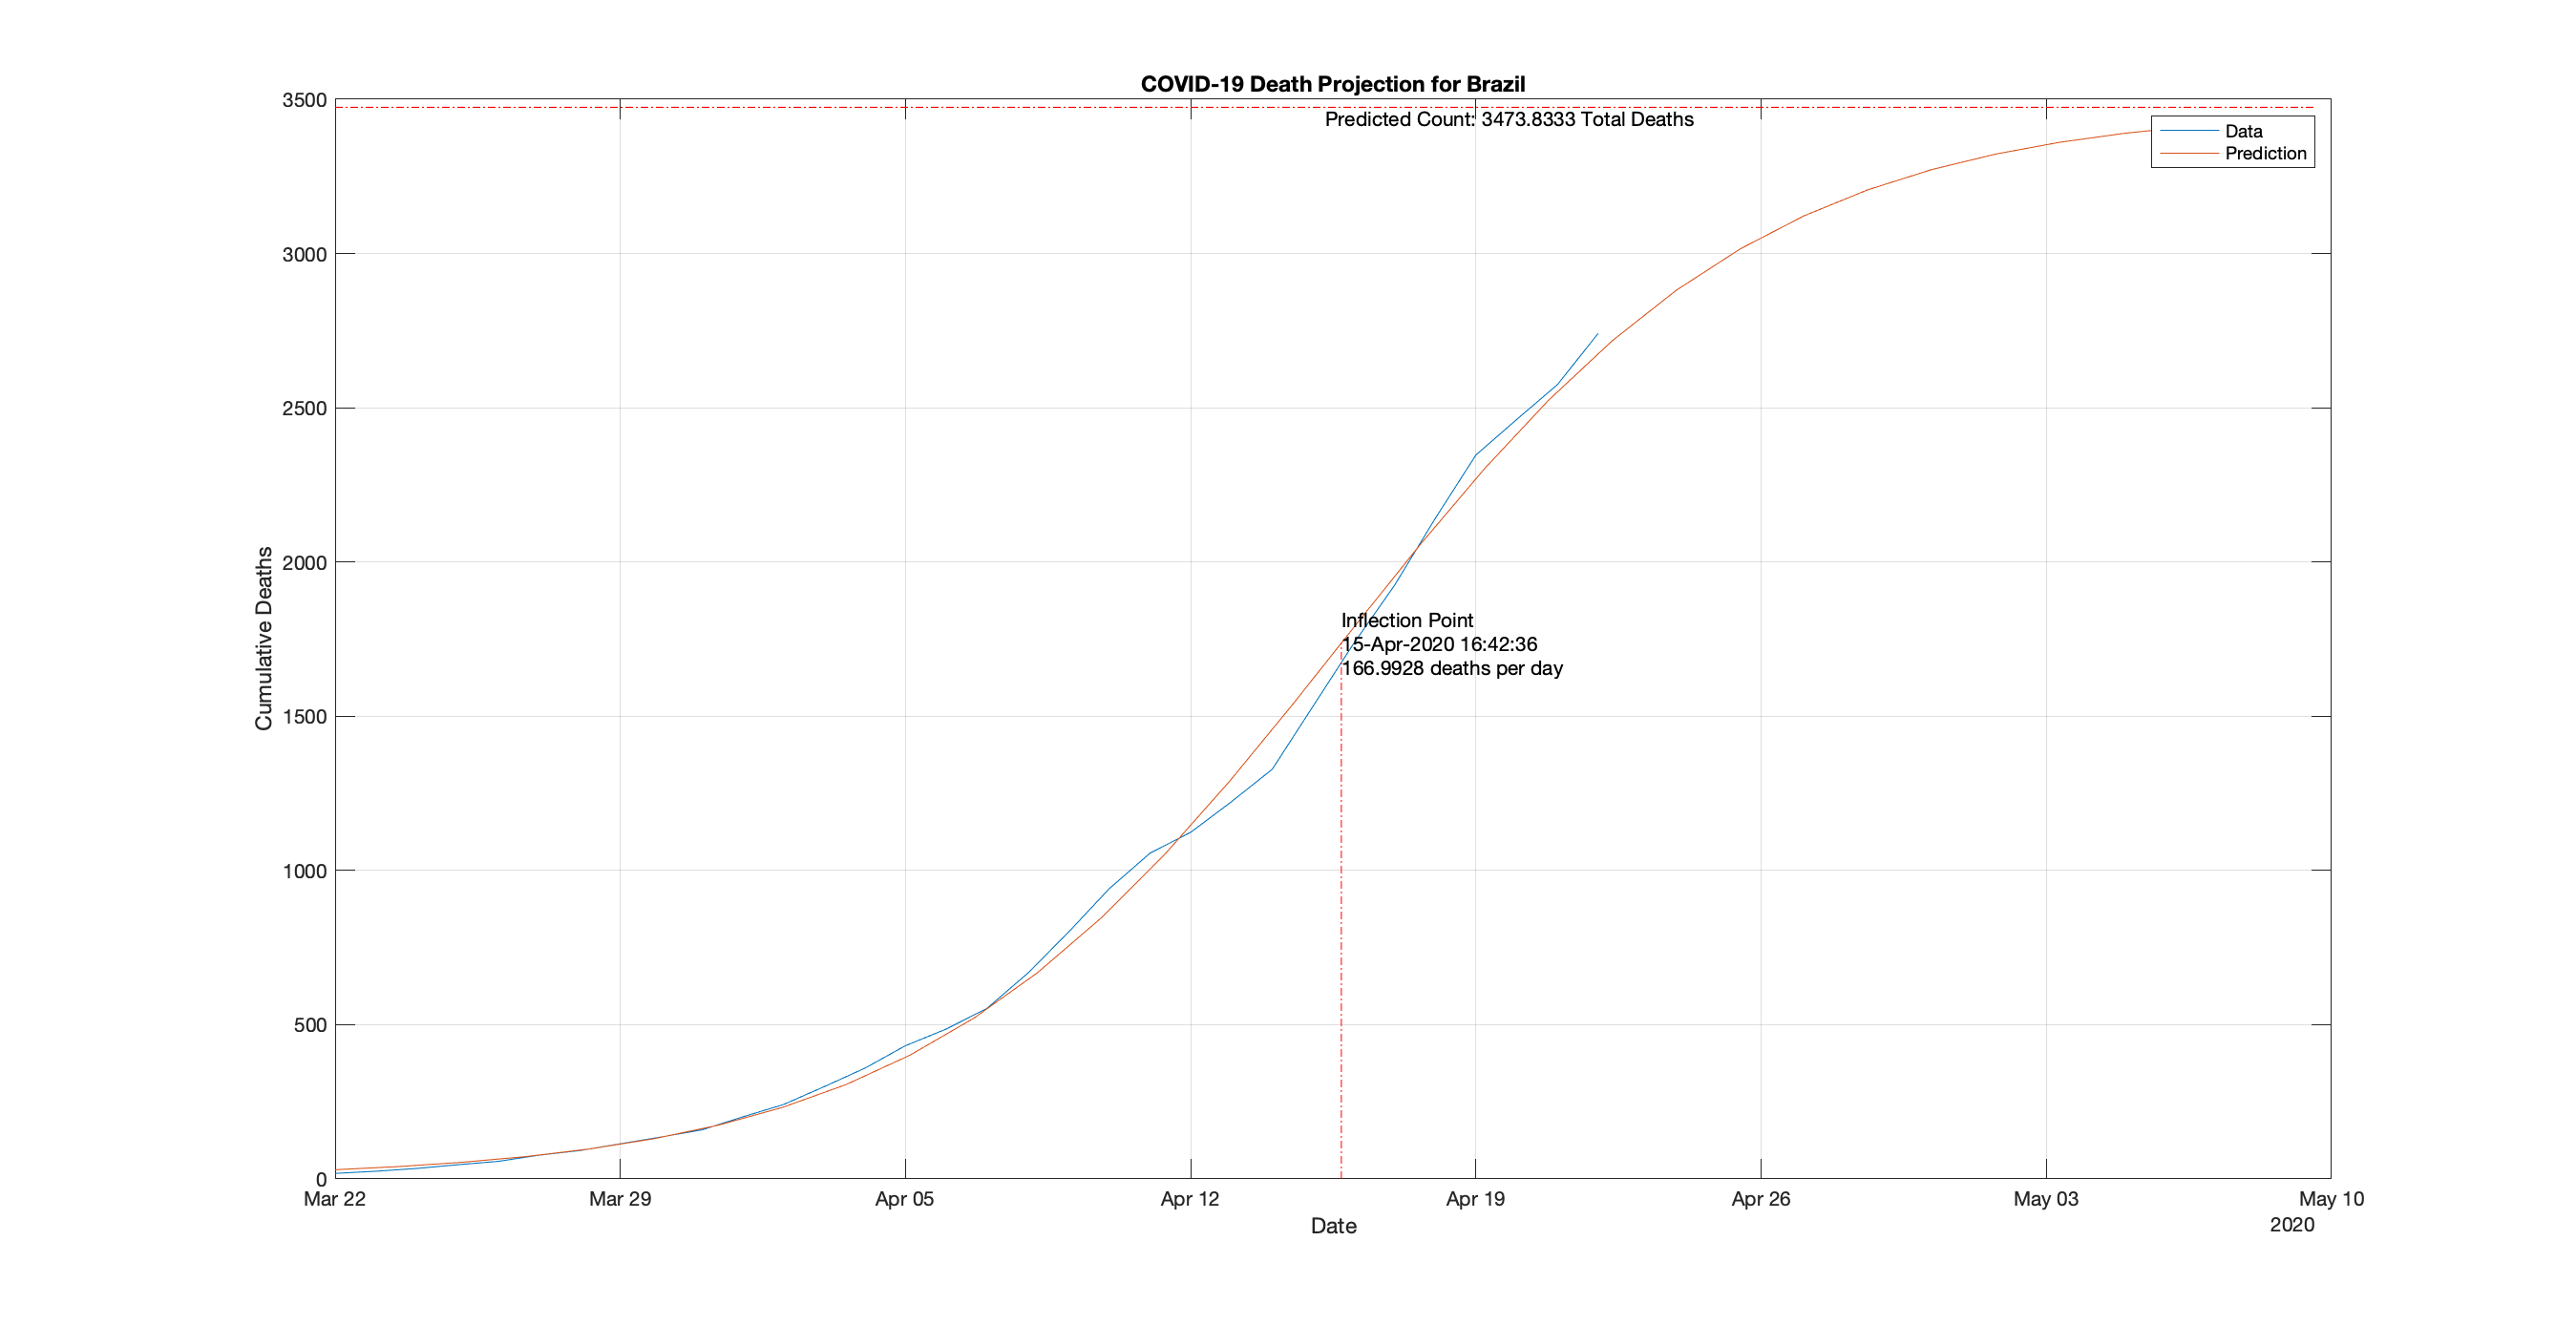 COVID-19 Death Projection for Brazil
3500
Predicted Count: 3473.8333 Total Deaths
Data
Prediction
3000
2500
2000
Inflection Point
15-Apr-2020 16:42:36
166.9928 deaths per day
Cumulative Deaths
1500
1000
500
0
Mar 22 Mar 29 Apr 05 Apr 12 Apr 19 Apr 26 May 03 May 10
Date
2020